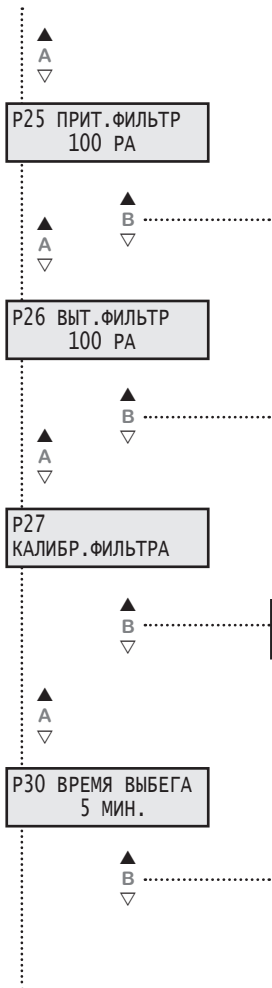 ▲
A
▽
P25 ПРИТ.ФИЛЬТР
100 PA
▲
B
▽
▲
A
▽
P26 ВЫТ.ФИЛЬТР
100 PA
▲
B
▽
▲
A
▽
P27
КАЛИБР.ФИЛЬТРА
▲
B
▽
▲
A
▽
P30 ВРЕМЯ ВЫБЕГА
5 МИН.
▲
B
▽